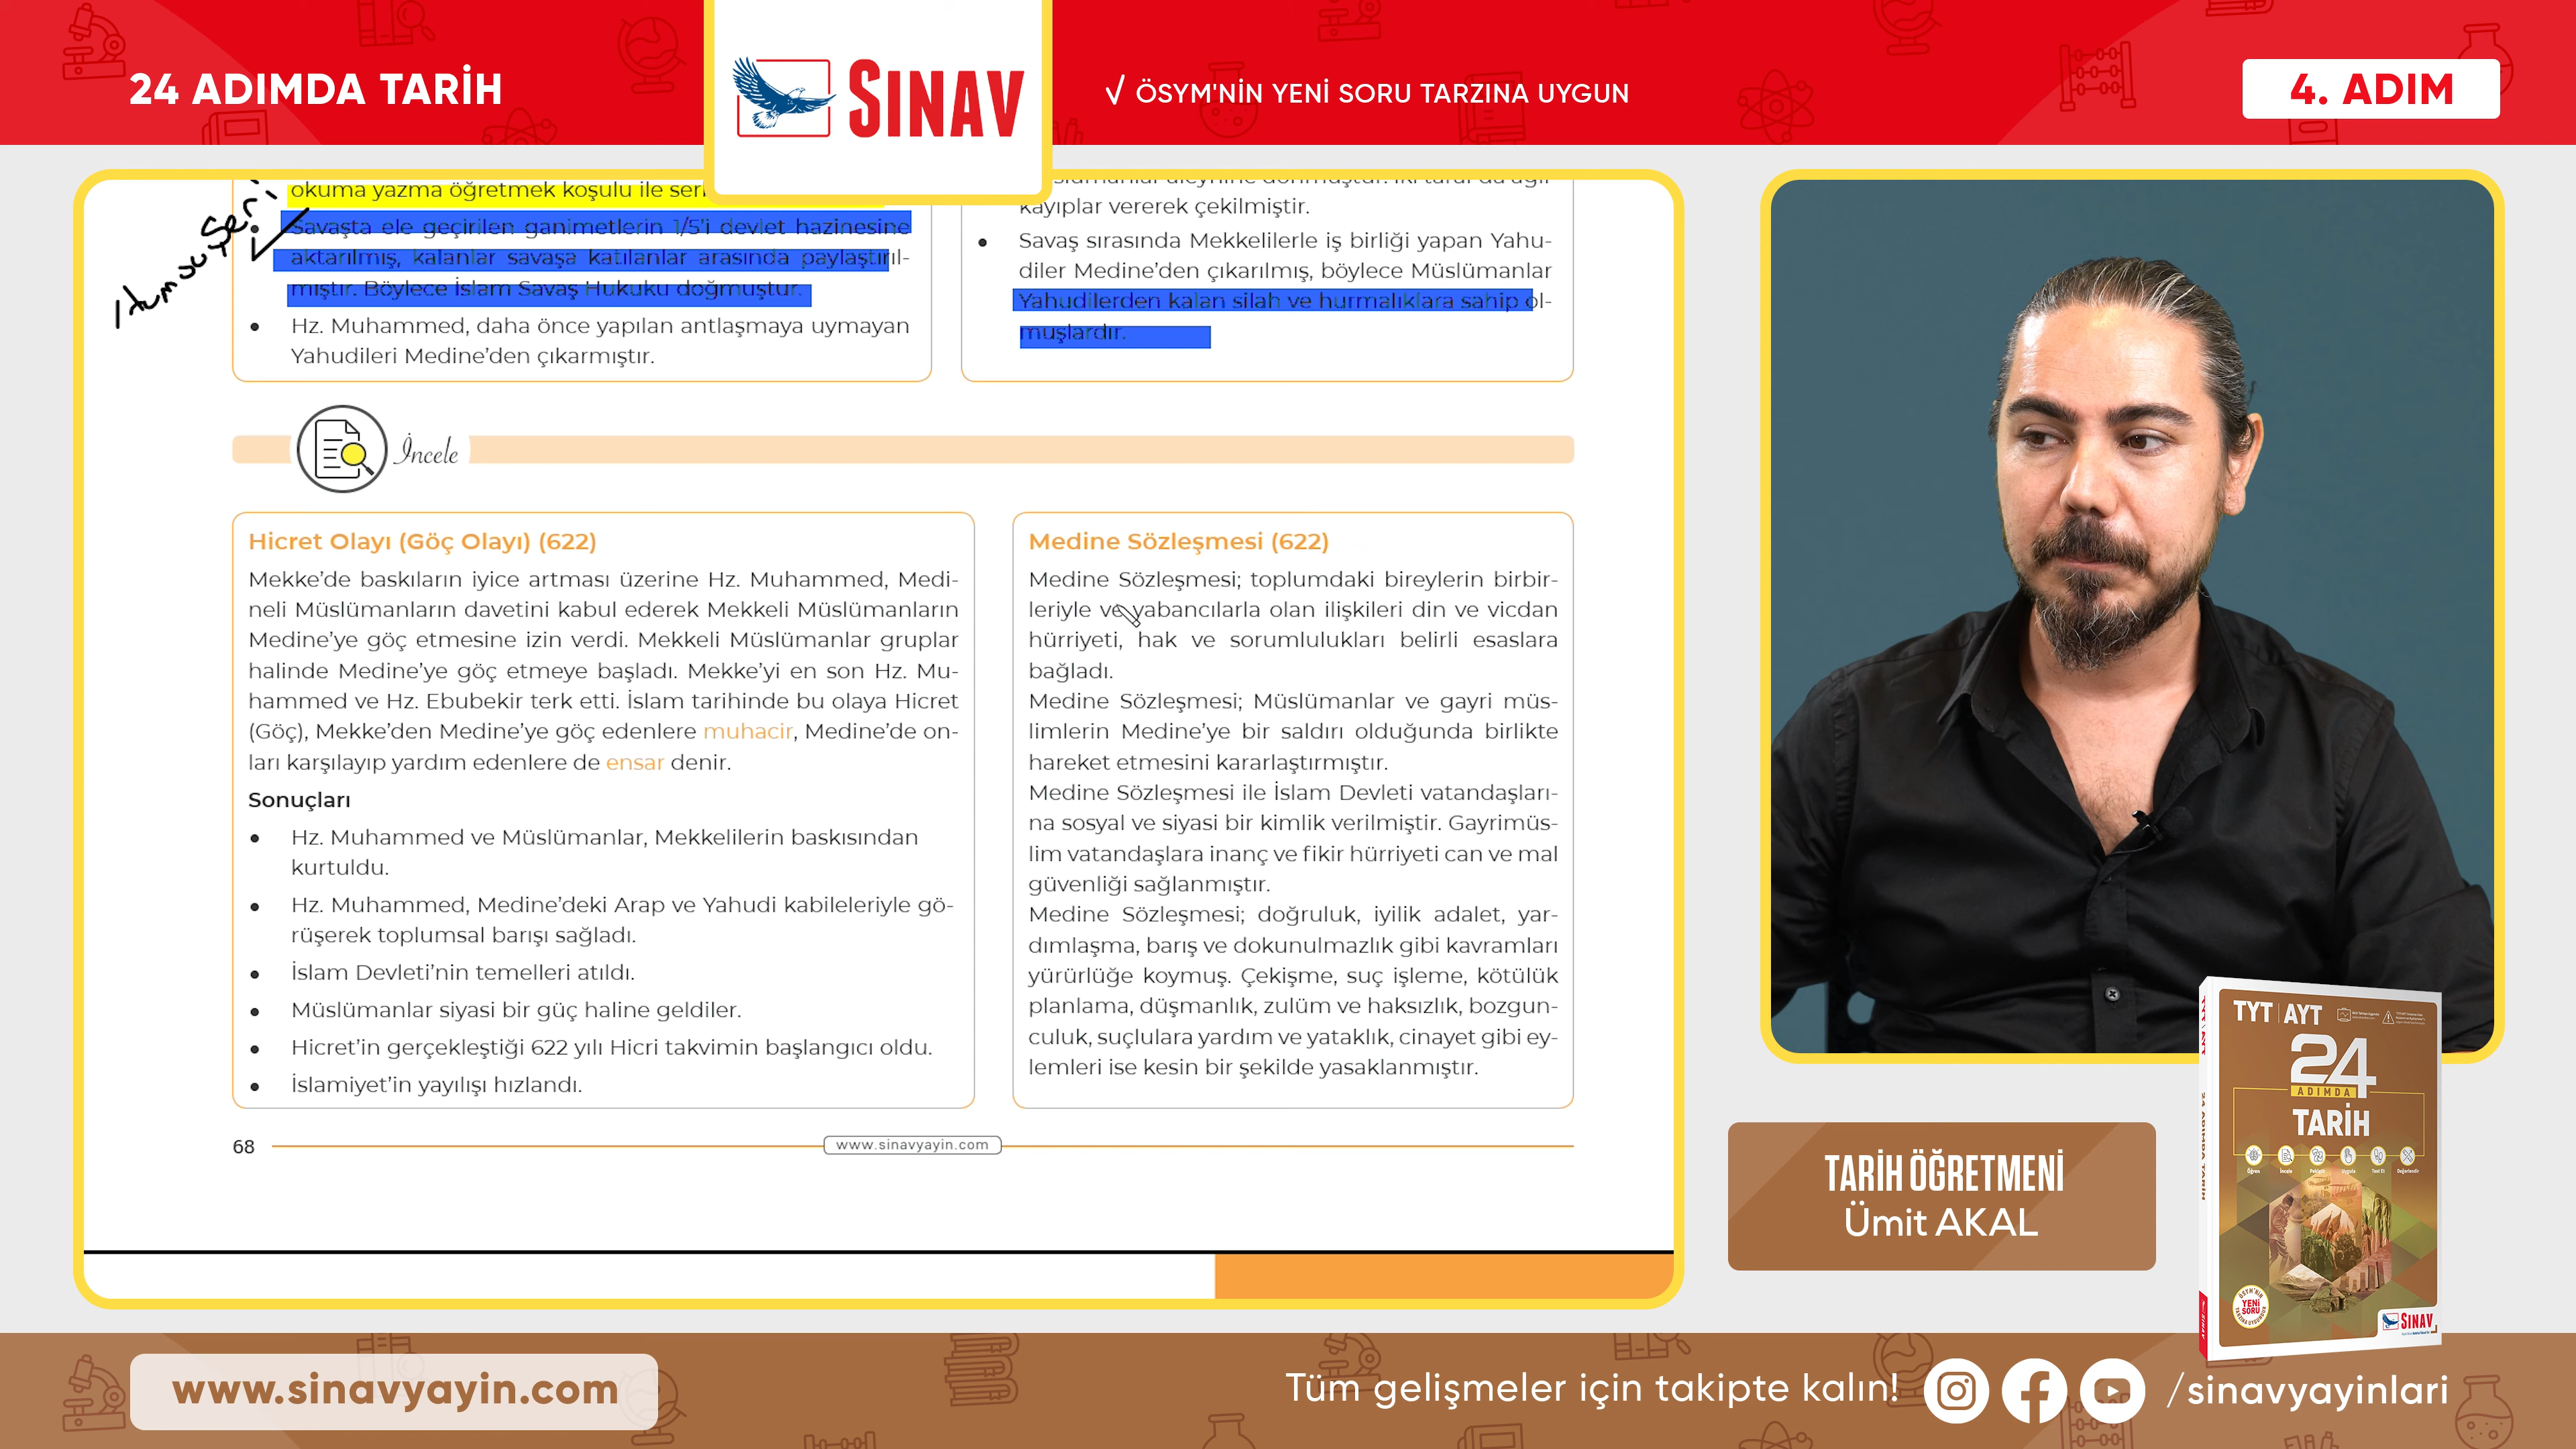 24 ADIMDA TARİH
SINAV
√ ÖSYM'NİN YENİ SORU TARZINA UYGUN
4. ADIM
okuma yazma öğretmek koşulu ile
Savaşta ele geçirilen ganimetlerin 1/5'i devlet hazinesine
aktarılmış, kalanlar savaşa katılanlar arasında paylaştırıl-
mıştır. Böylece İslam Savaş Hukuku doğmuştur.
• Hz. Muhammed, daha önce yapılan antlaşmaya uymayan
Yahudileri Medine'den çıkarmıştır.
kayıplar vererek çekilmiştir.
• Savaş sırasında Mekkelilerle iş birliği yapan Yahu-
diler Medine'den çıkarılmış, böylece Müslümanlar
Yahudilerden kalan silah ve hurmalıklara sahip ol-
muşlardır.
İncele
Hicret Olayı (Göç Olayı) (622)
Mekke'de baskıların iyice artması üzerine Hz. Muhammed, Medi-
neli Müslümanların davetini kabul ederek Mekkeli Müslümanların
Medine'ye göç etmesine izin verdi. Mekkeli Müslümanlar gruplar
halinde Medine'ye göç etmeye başladı. Mekke'yi en son Hz. Mu-
hammed ve Hz. Ebubekir terk etti. İslam tarihinde bu olaya Hicret
(Göç), Mekke'den Medine'ye göç edenlere muhacir, Medine'de on-
ları karşılayıp yardım edenlere de ensar denir.
Sonuçları
• Hz. Muhammed ve Müslümanlar, Mekkelilerin baskısından
kurtuldu.
• Hz. Muhammed, Medine'deki Arap ve Yahudi kabileleriyle gö-
rüşerek toplumsal barışı sağladı.
• İslam Devleti'nin temelleri atıldı.
• Müslümanlar siyasi bir güç haline geldiler.
• Hicret'in gerçekleştiği 622 yılı Hicri takvimin başlangıcı oldu.
• İslamiyet'in yayılışı hızlandı.
Medine Sözleşmesi (622)
Medine Sözleşmesi; toplumdaki bireylerin birbir-
leriyle ve yabancılarla olan ilişkileri din ve vicdan
hürriyeti, hak ve sorumlulukları belirli esaslara
bağladı.
Medine Sözleşmesi; Müslümanlar ve gayri müs-
limlerin Medine'ye bir saldırı olduğunda birlikte
hareket etmesini kararlaştırmıştır.
Medine Sözleşmesi ile İslam Devleti vatandaşları-
na sosyal ve siyasi bir kimlik verilmiştir. Gayrimüs-
lim vatandaşlara inanç ve fikir hürriyeti can ve mal
güvenliği sağlanmıştır.
Medine Sözleşmesi; doğruluk, iyilik adalet, yar-
dımlaşma, barış ve dokunulmazlık gibi kavramları
yürürlüğe koymuş. Çekişme, suç işleme, kötülük
planlama, düşmanlık, zulüm ve haksızlık, bozgun-
culuk, suçlulara yardım ve yataklık, cinayet gibi ey-
lemleri ise kesin bir şekilde yasaklanmıştır.
68
www.sinavyayin.com
TARİH ÖĞRETMENİ
Ümit AKAL
TYT AYT
24
ADIMDA
TARİH
YENİ
SORU
SINAV
www.sinavyayin.com
Tüm gelişmeler için takipte kalın!
/sinavyayinlari